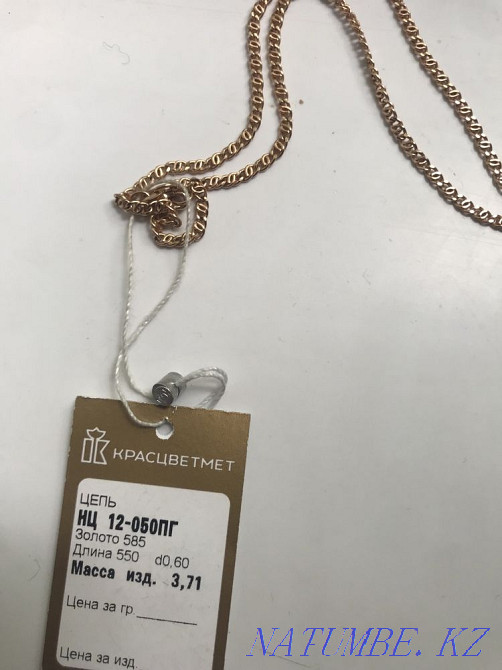 КРАСЦВЕТМЕТ
ЦЕПЬ
НЦ 12-050ПГ
Золото 585
Длина 550 d0,60
Масса изд. 3,71
Цена за гр.________
Цена за изд.
NATUMBE. KZ